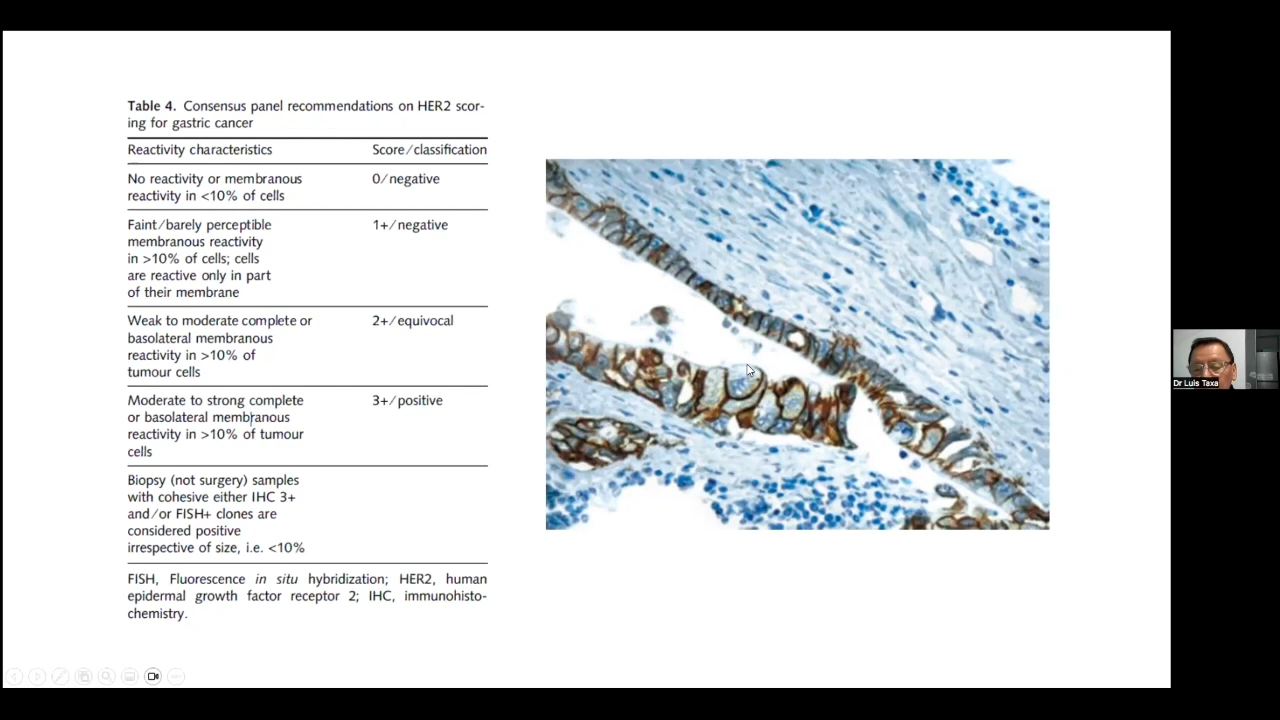 Table 4. Consensus panel recommendations on HER2 scor-
ing for gastric cancer
Reactivity characteristics Score/classification
No reactivity or membranous 0/negative
reactivity in <10% of cells
Faint/barely perceptible 1+/negative
membranous reactivity
in >10% of cells; cells
are reactive only in part
of their membrane
Weak to moderate complete or 2+/equivocal
basolateral membranous
reactivity in >10% of
tumour cells
Moderate to strong complete 3+/positive
or basolateral membranous
reactivity in >10% of tumour
cells
Biopsy (not surgery) samples
with cohesive either IHC 3+
and/or FISH+ clones are
considered positive
irrespective of size, i.e. <10%
FISH, Fluorescence in situ hybridization; HER2, human
epidermal growth factor receptor 2; IHC, immunohisto-
chemistry.
Dr Luis Taxa